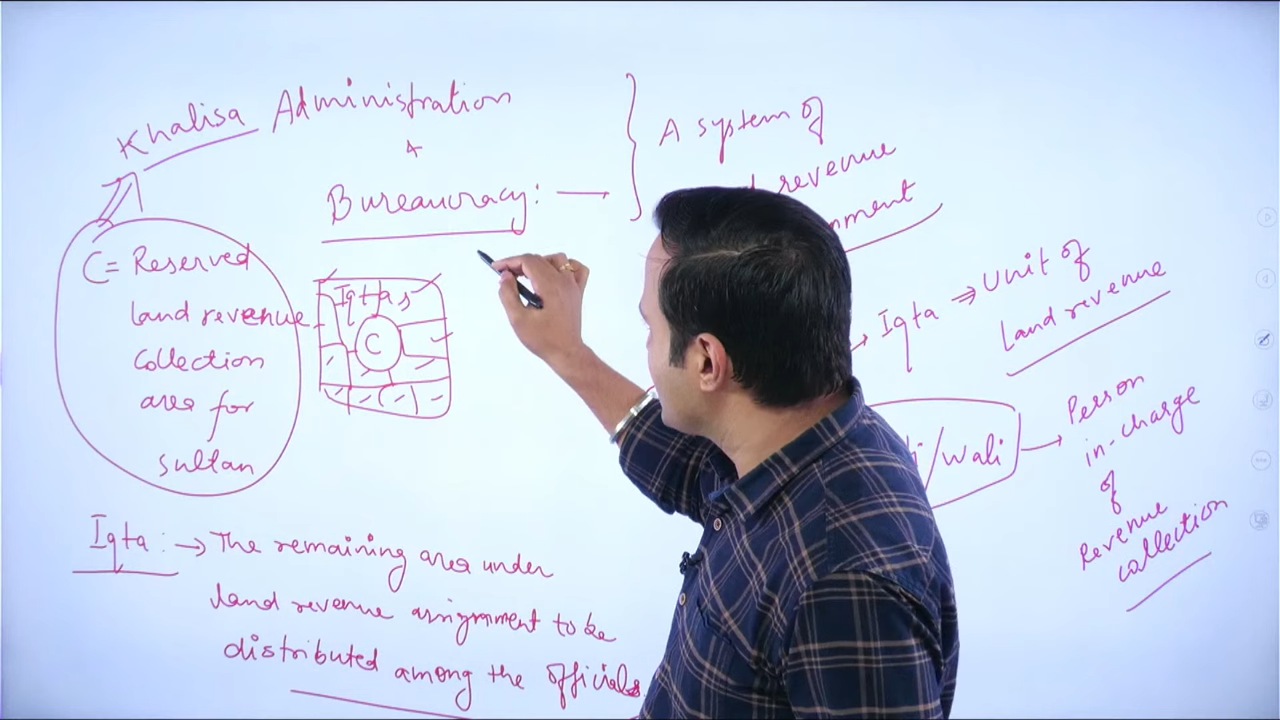 Khalisa Administration
+
Bureaucracy: →
A system of
revenue
C = Reserved
land revenue
collection
area for
sultan
Iqtas
C
Iqta ⇒ Unit of
Land revenue
/Wali → Person
in-charge
of
Revenue
collection
Iqta: → The remaining area under
land revenue assignment to be
distributed among the officials.